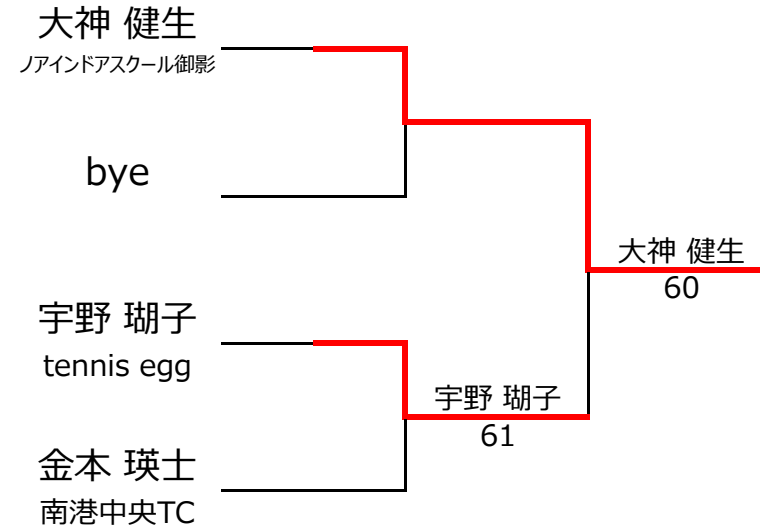 大神 健生
ノアインドアスクール御影
bye
大神 健生
60
宇野 瑚子
tennis egg
宇野 瑚子
61
金本 瑛士
南港中央TC